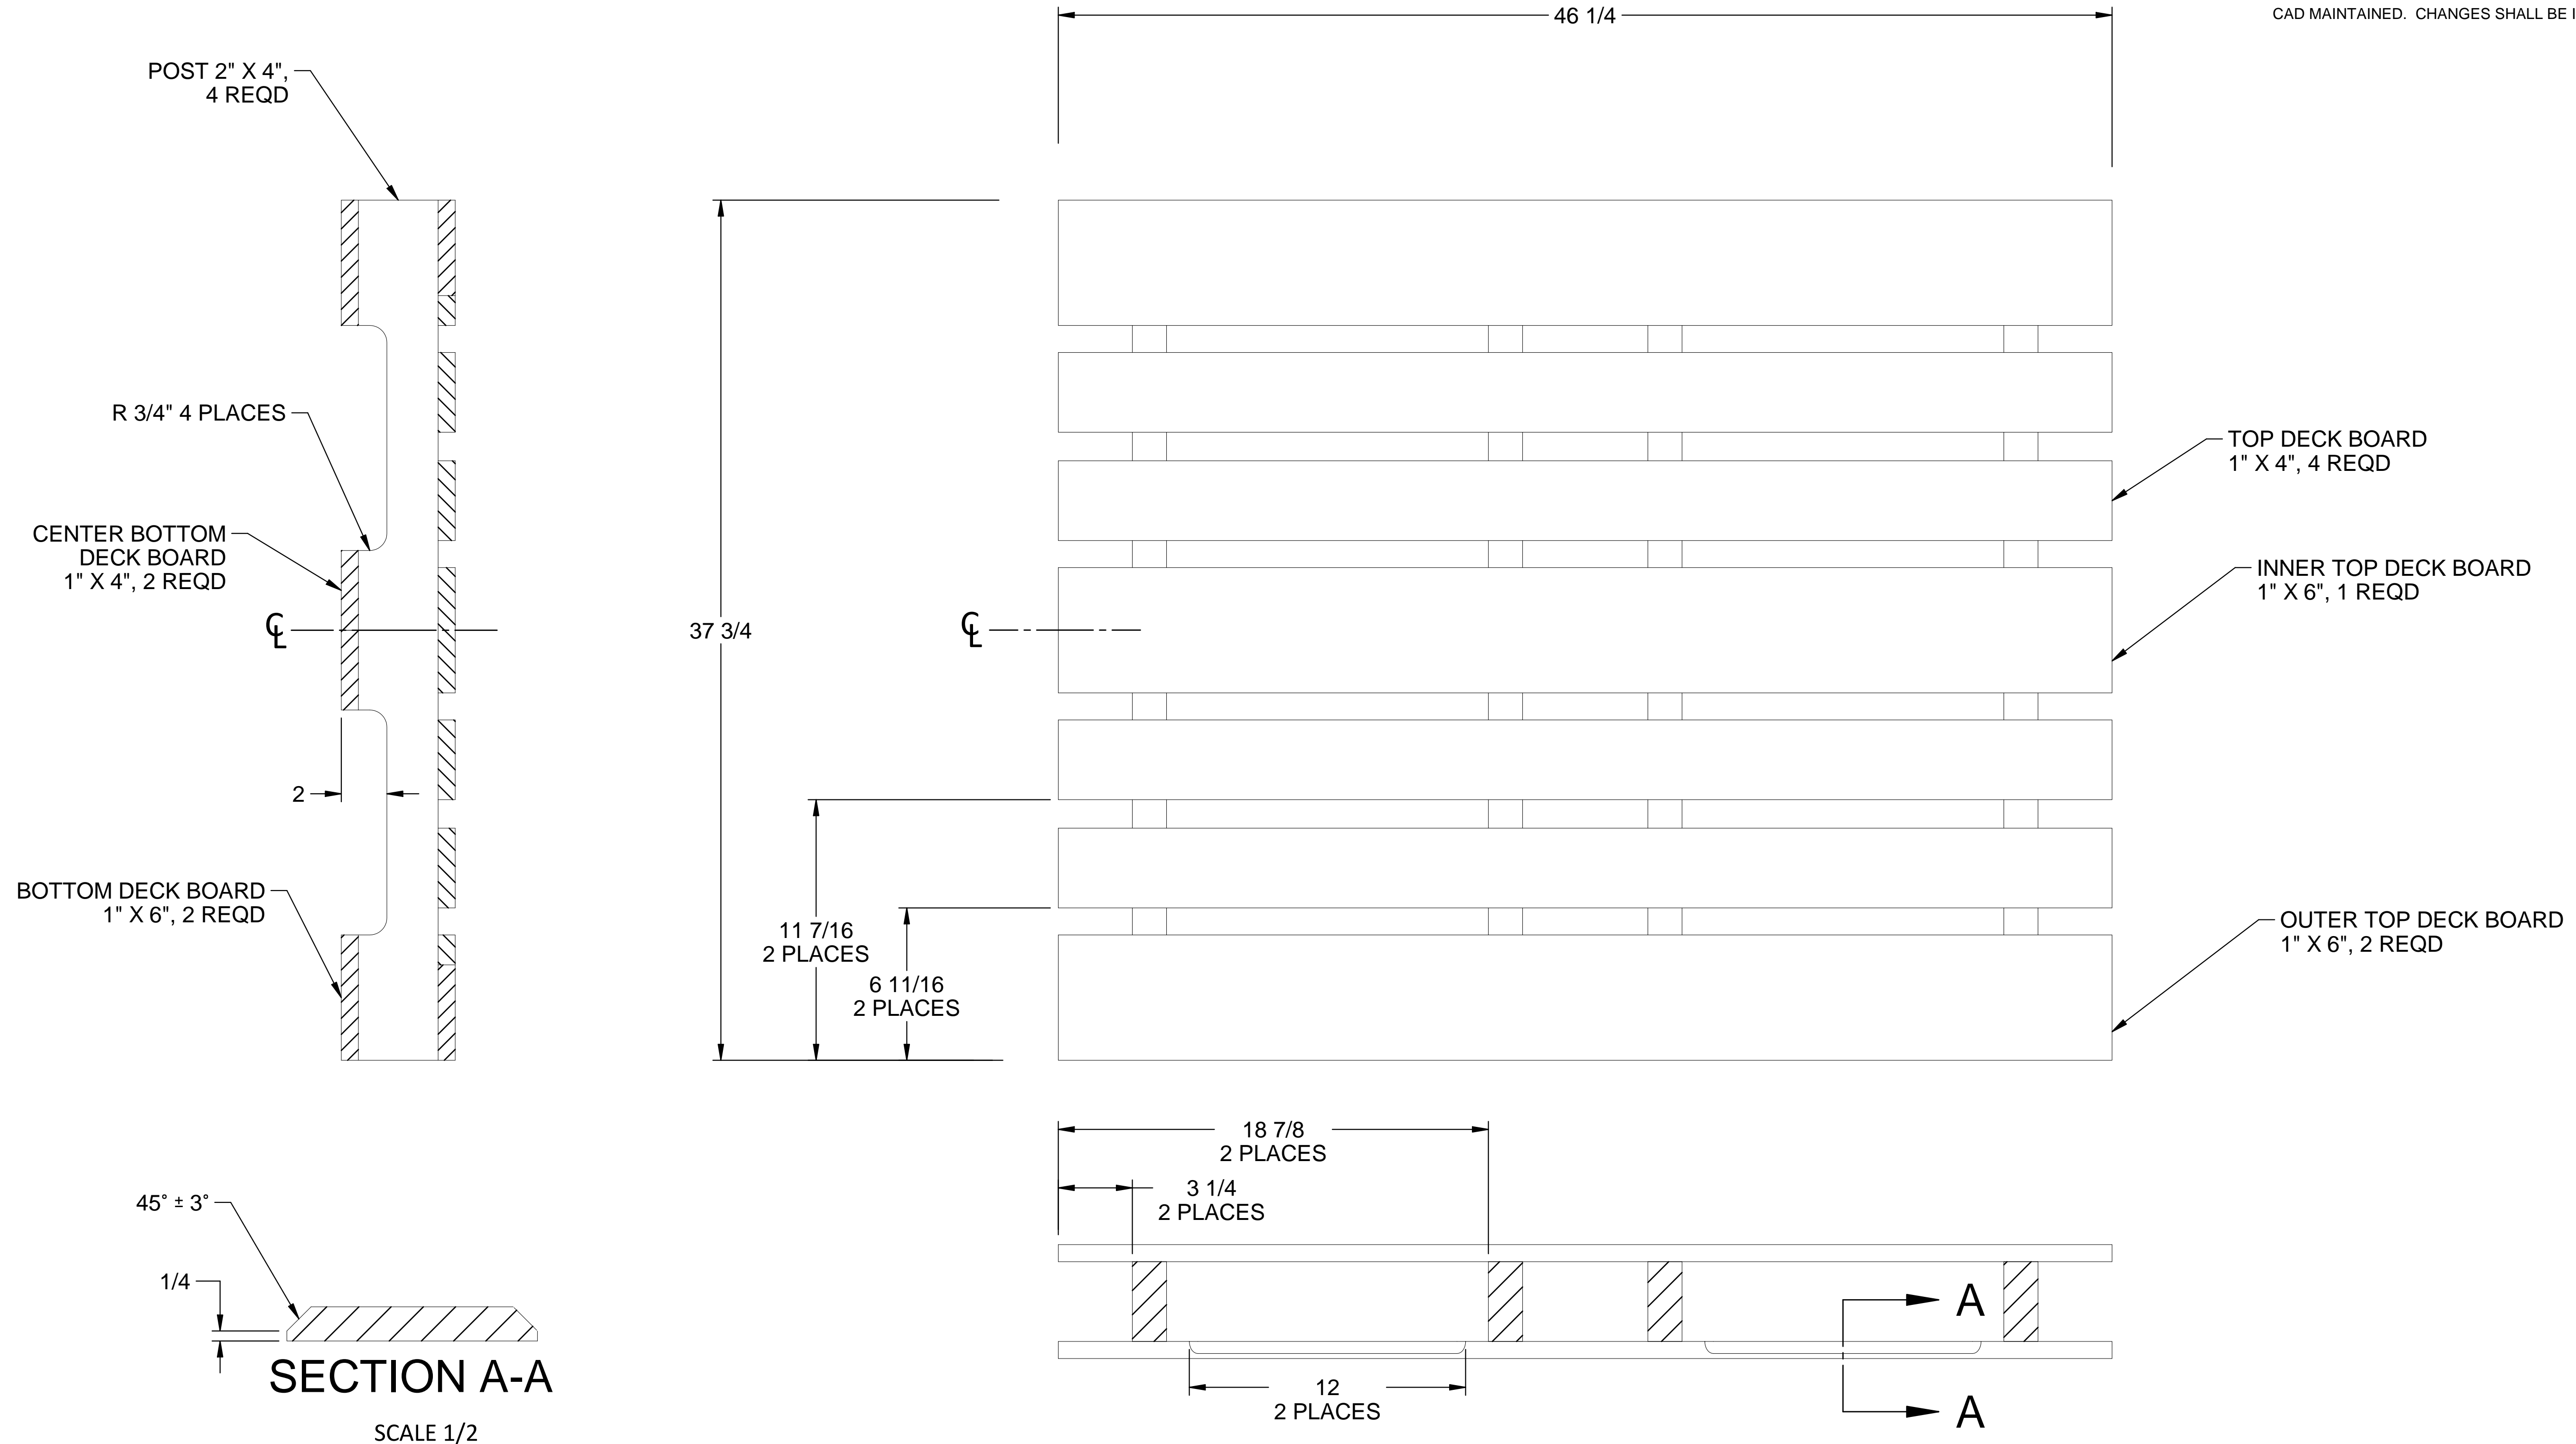 46 1/4
CAD MAINTAINED. CHANGES SHALL BE I
POST 2" X 4",
4 REQD
R 3/4" 4 PLACES
CENTER BOTTOM
DECK BOARD
1" X 4", 2 REQD
℄
2
BOTTOM DECK BOARD
1" X 6", 2 REQD
37 3/4
℄
11 7/16
2 PLACES
6 11/16
2 PLACES
TOP DECK BOARD
1" X 4", 4 REQD
INNER TOP DECK BOARD
1" X 6", 1 REQD
OUTER TOP DECK BOARD
1" X 6", 2 REQD
18 7/8
2 PLACES
3 1/4
2 PLACES
12
2 PLACES
A
A
45° ± 3°
1/4
SECTION A-A
SCALE 1/2